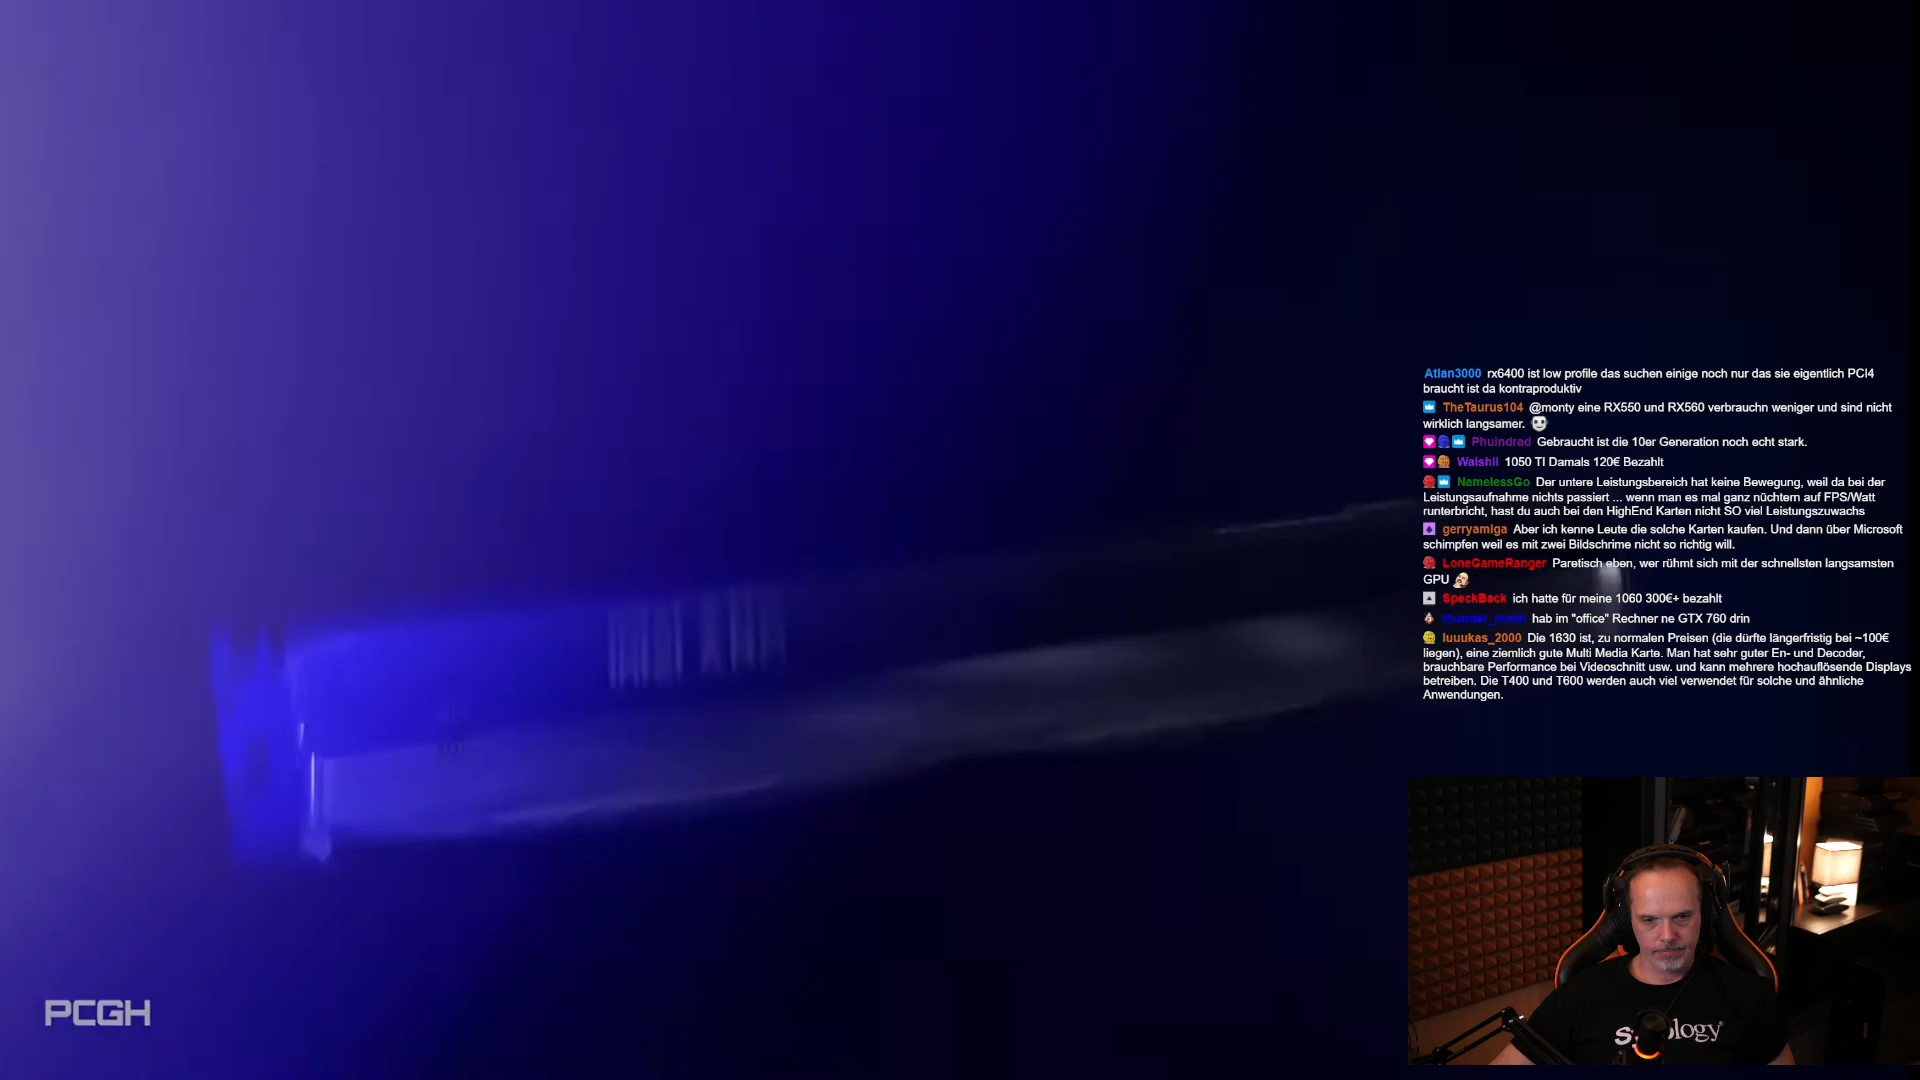 Atlan3000 rx6400 ist low profile das suchen einige noch nur das sie eigentlich PCI4
braucht ist da kontraproduktiv
TheTaurus104 @monty eine RX550 und RX560 verbrauchn weniger und sind nicht
wirklich langsamer.
Phuindrad Gebraucht ist die 10er Generation noch echt stark.
Waishii 1050 TI Damals 120€ Bezahlt
NamelessGo Der untere Leistungsbereich hat keine Bewegung, weil da bei der
Leistungsaufnahme nichts passiert ... wenn man es mal ganz nüchtern auf FPS/Watt
runterbricht, hast du auch bei den HighEnd Karten nicht SO viel Leistungszuwachs
gerryamiga Aber ich kenne Leute die solche Karten kaufen. Und dann über Microsoft
schimpfen weil es mit zwei Bildschrime nicht so richtig will.
LoneGameRanger Paretisch eben, wer rühmt sich mit der schnellsten langsamsten
GPU
SpeckBack ich hatte für meine 1060 300€+ bezahlt
hab im "office" Rechner ne GTX 760 drin
luuukas_2000 Die 1630 ist, zu normalen Preisen (die dürfte längerfristig bei ~100€
liegen), eine ziemlich gute Multi Media Karte. Man hat sehr guter En- und Decoder,
brauchbare Performance bei Videoschnitt usw. und kann mehrere hochauflösende Displays
betreiben. Die T400 und T600 werden auch viel verwendet für solche und ähnliche
Anwendungen.
PCGH